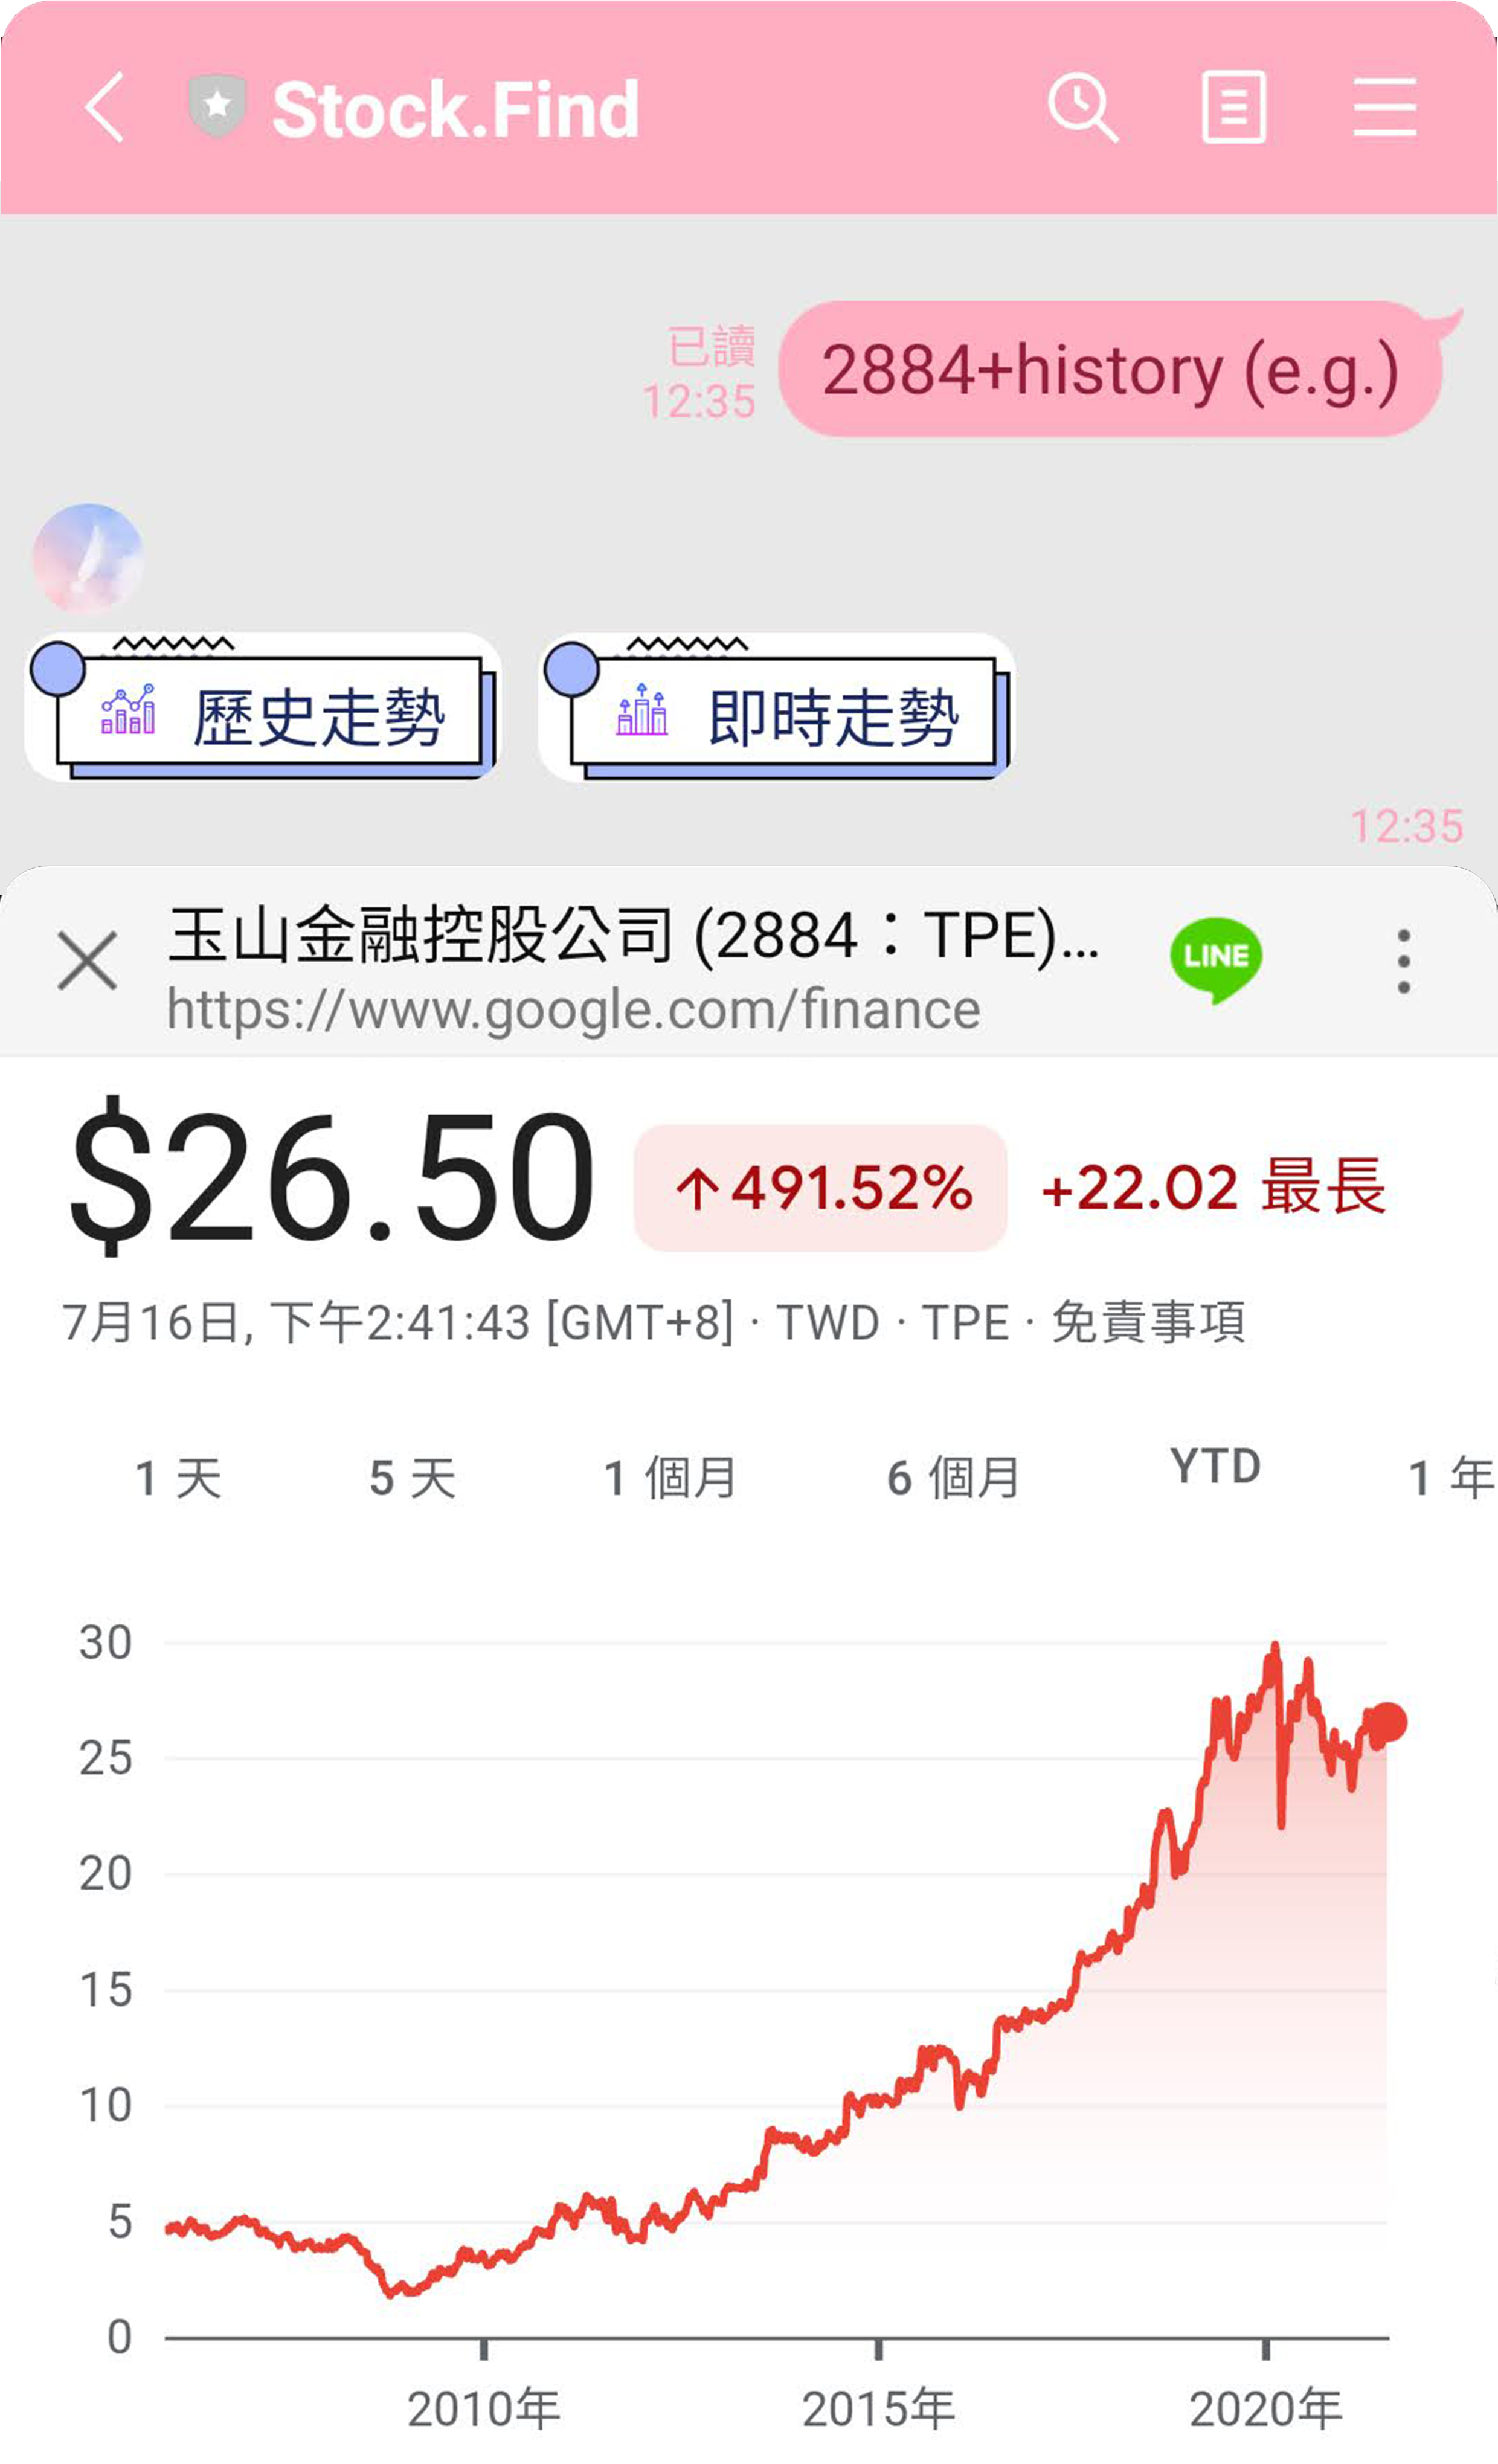 Stock.Find
已讀
12:35
2884+history (e.g.)
歷史走勢
即時走勢
12:35
玉山金融控股公司 (2884：TPE)...
LINE
https://www.google.com/finance
$26.50 ↑491.52% +22.02 最長
7月16日, 下午2:41:43 [GMT+8] · TWD · TPE · 免責事項
1 天 5 天 1 個月 6 個月 YTD 1 年
30
25
20
15
10
5
0
2010年 2015年 2020年